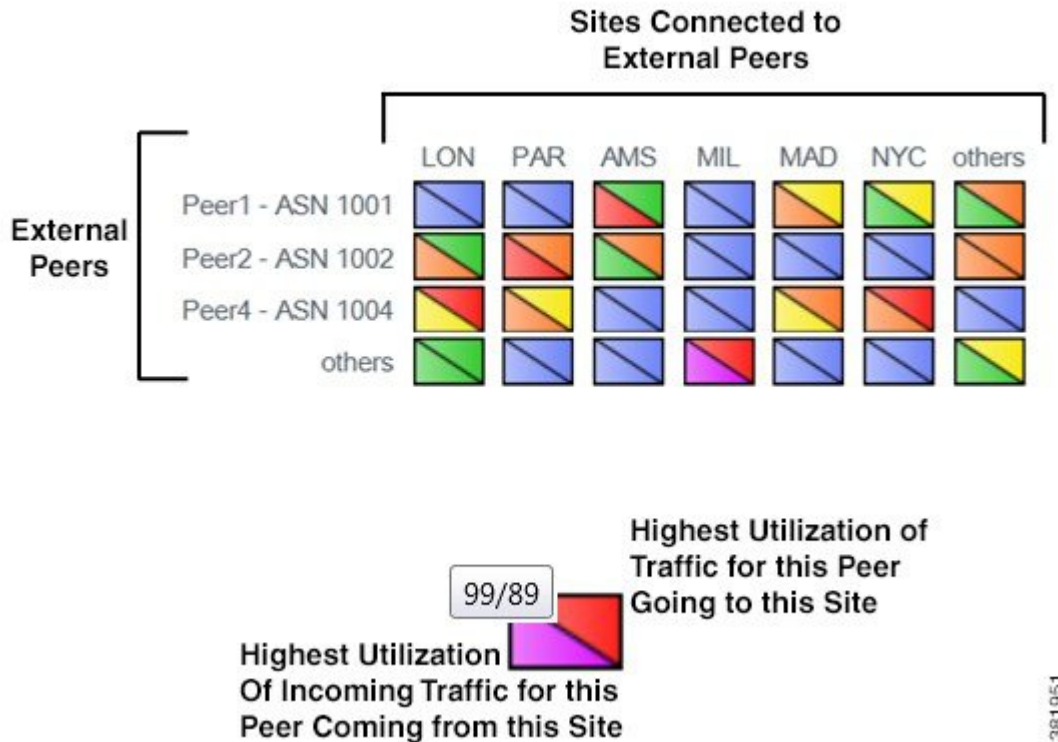 Sites Connected to
External Peers
LON PAR AMS MIL MAD NYC others
External
Peers
Peer1 - ASN 1001
Peer2 - ASN 1002
Peer4 - ASN 1004
others
Highest Utilization of
Traffic for this Peer
Going to this Site
99/89
Highest Utilization
Of Incoming Traffic for this
Peer Coming from this Site
381951